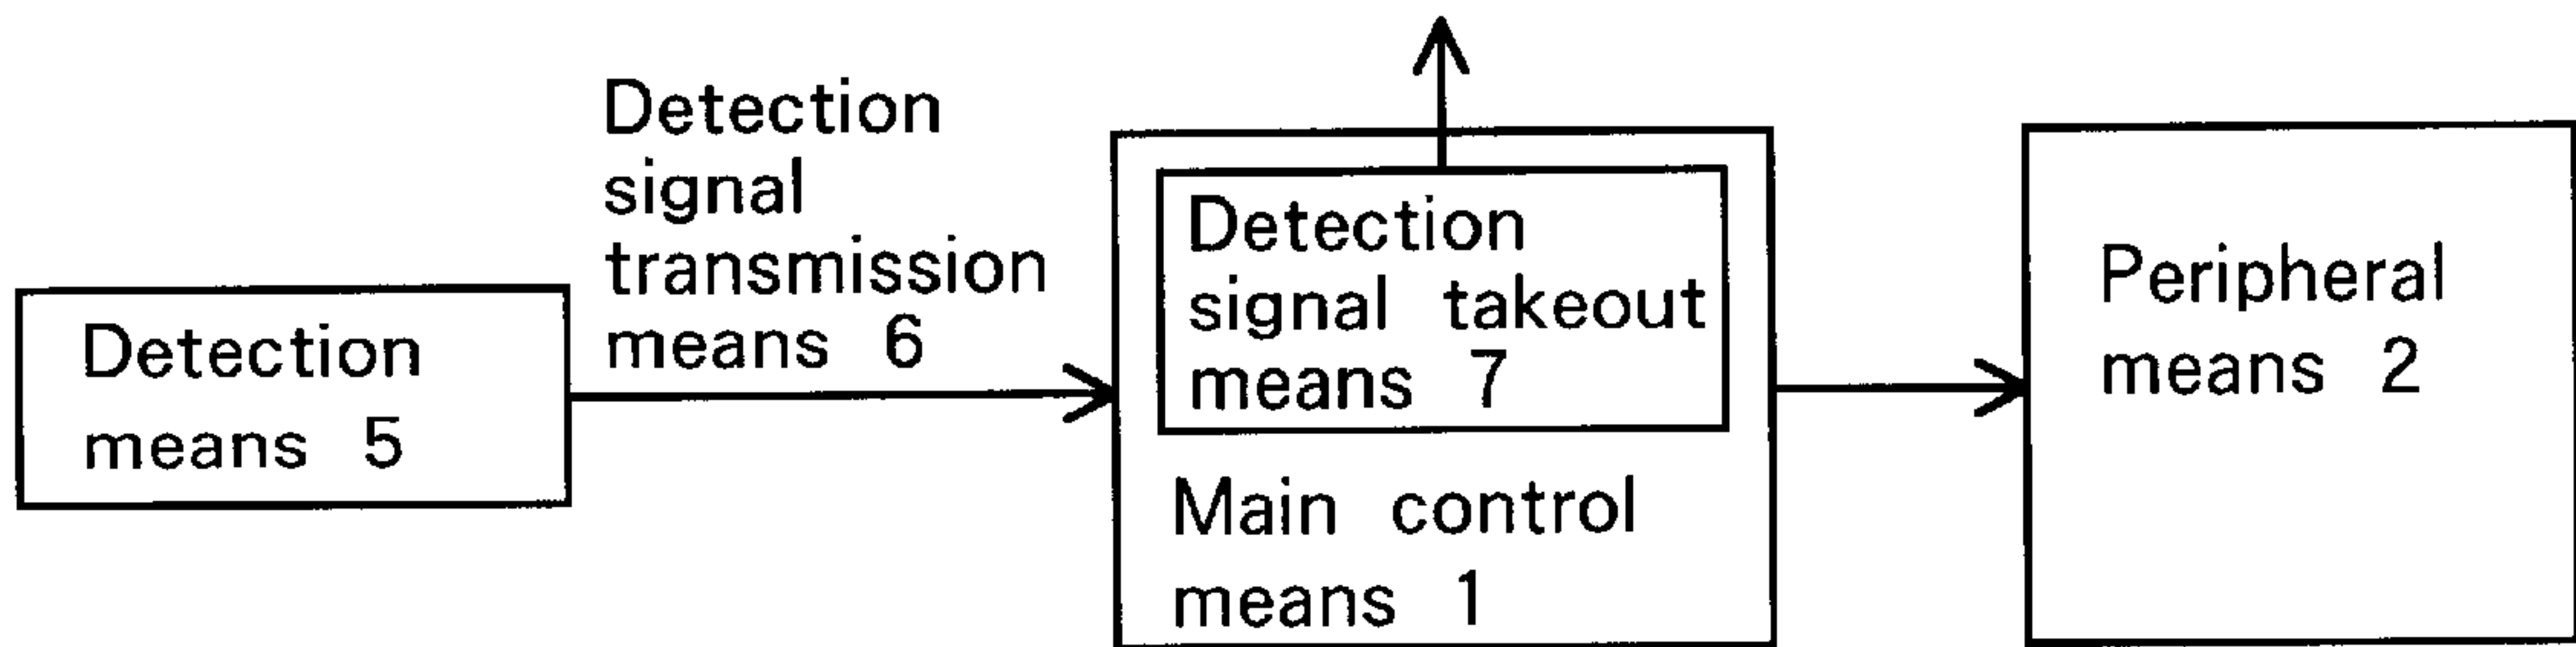 Detection
means 5
Detection
signal
transmission
means 6
Detection
signal takeout
means 7
Main control
means 1
Peripheral
means 2